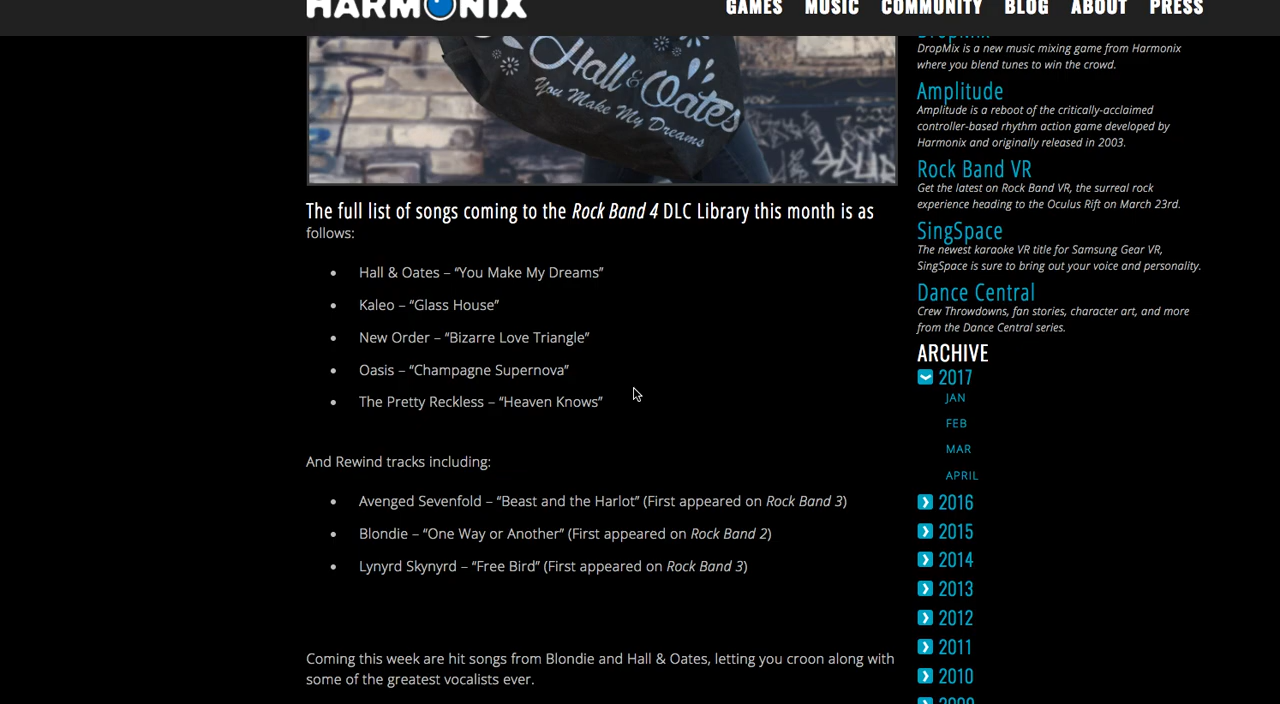 HARMONIX
GAMES MUSIC COMMUNITY BLOG ABOUT PRESS
Hall & Oates
You Make My Dreams
The full list of songs coming to the Rock Band 4 DLC Library this month is as
follows:
• Hall & Oates – “You Make My Dreams”
• Kaleo – “Glass House”
• New Order – “Bizarre Love Triangle”
• Oasis – “Champagne Supernova”
• The Pretty Reckless – “Heaven Knows”
And Rewind tracks including:
• Avenged Sevenfold – “Beast and the Harlot” (First appeared on Rock Band 3)
• Blondie – “One Way or Another” (First appeared on Rock Band 2)
• Lynyrd Skynyrd – “Free Bird” (First appeared on Rock Band 3)
Coming this week are hit songs from Blondie and Hall & Oates, letting you croon along with
some of the greatest vocalists ever.
DropMix
DropMix is a new music mixing game from Harmonix
where you blend tunes to win the crowd.
Amplitude
Amplitude is a reboot of the critically-acclaimed
controller-based rhythm action game developed by
Harmonix and originally released in 2003.
Rock Band VR
Get the latest on Rock Band VR, the surreal rock
experience heading to the Oculus Rift on March 23rd.
SingSpace
The newest karaoke VR title for Samsung Gear VR,
SingSpace is sure to bring out your voice and personality.
Dance Central
Crew Throwdowns, fan stories, character art, and more
from the Dance Central series.
ARCHIVE
2017
JAN
FEB
MAR
APRIL
2016
2015
2014
2013
2012
2011
2010
2009